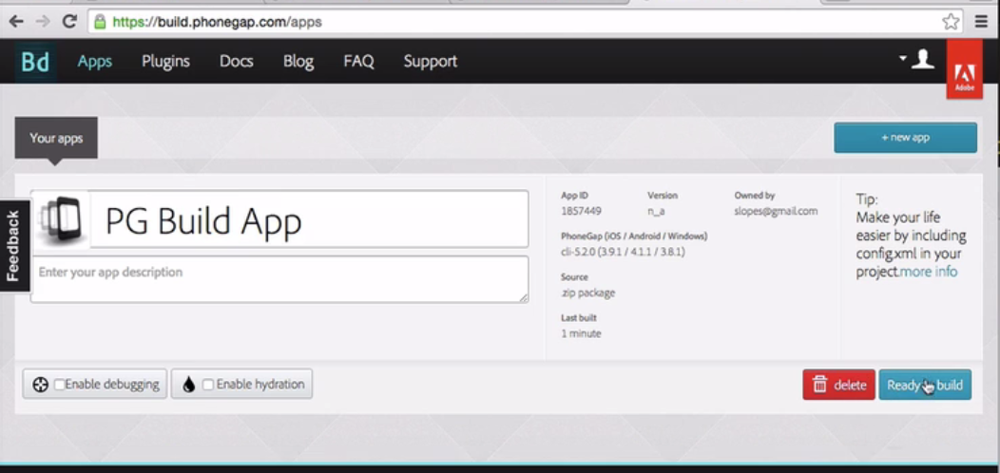 https://build.phonegap.com/apps
Bd Apps Plugins Docs Blog FAQ Support
Adobe
Your apps
+ new app
PG Build App
Enter your app description
App ID Version Owned by
1857449 n_a slopes@gmail.com
PhoneGap (iOS / Android / Windows)
cli-5.2.0 (3.9.1 / 4.1.1 / 3.8.1)
Source
.zip package
Last built
1 minute
Tip:
Make your life
easier by including
config.xml in your
project.more info
Feedback
Enable debugging Enable hydration
delete Ready build